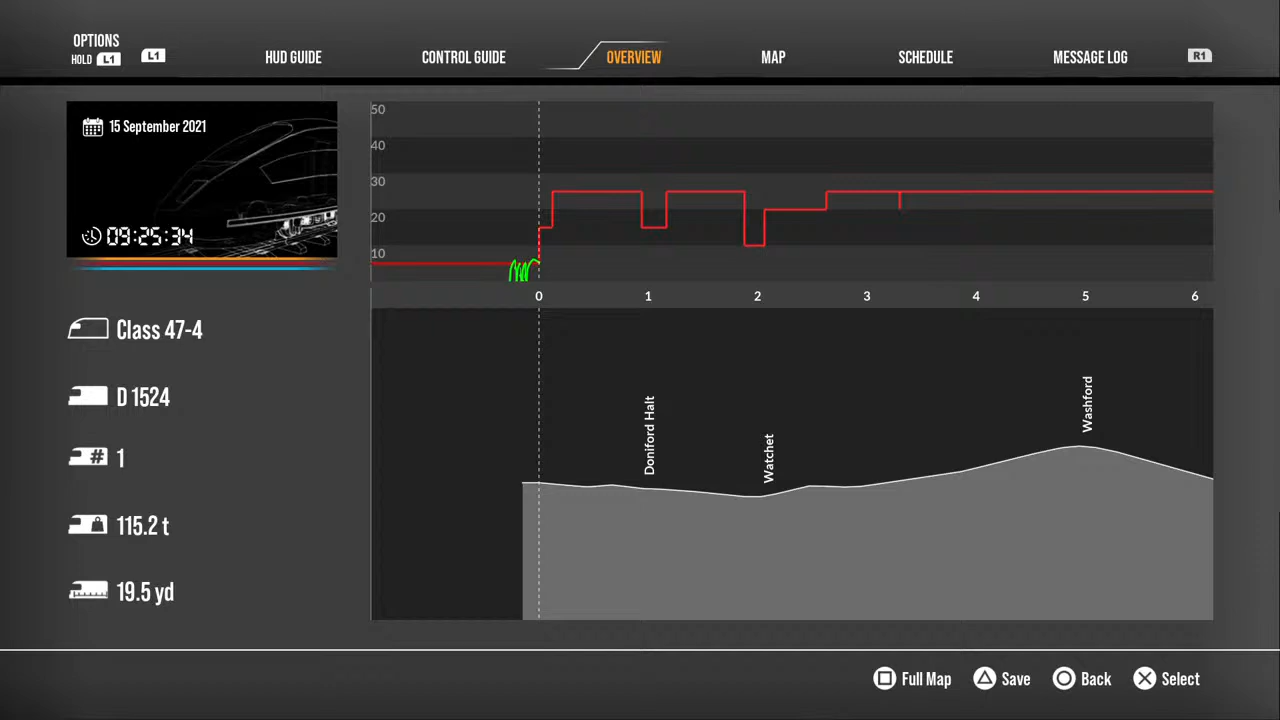 OPTIONS
HOLD L1
L1
HUD GUIDE
CONTROL GUIDE
OVERVIEW
MAP
SCHEDULE
MESSAGE LOG
R1
15 September 2021
09:25:34
50
40
30
20
10
0 1 2 3 4 5 6
Class 47-4
D 1524
# 1
115.2 t
19.5 yd
Doniford Halt
Watchet
Washford
Full Map
Save
Back
Select